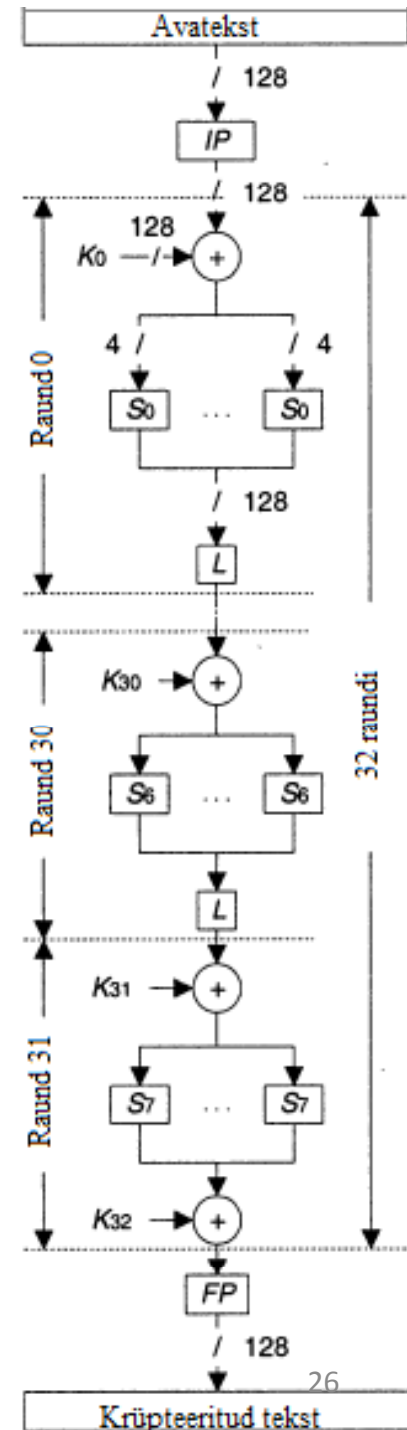 Avatekst
128
IP
128
128
K0
+
4 4
S0 ... S0
Raund 0
128
L
K30
+
Raund 30
S6 ... S6
32 raundi
L
K31
+
Raund 31
S7 ... S7
K32
+
FP
128
26
Krüpteeritud tekst